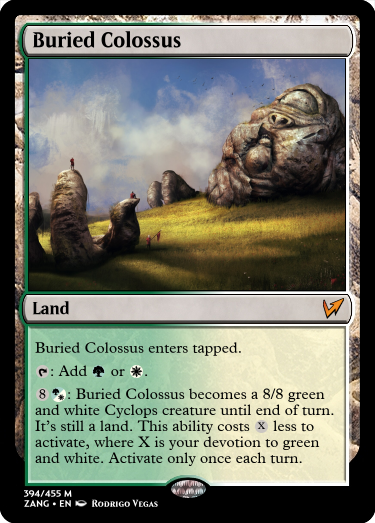 Buried Colossus
Land
Buried Colossus enters tapped.
: Add or .
8 : Buried Colossus becomes a 8/8 green
and white Cyclops creature until end of turn.
It's still a land. This ability costs X less to
activate, where X is your devotion to green
and white. Activate only once each turn.
394/455 M
ZANG • EN Rodrigo Vegas